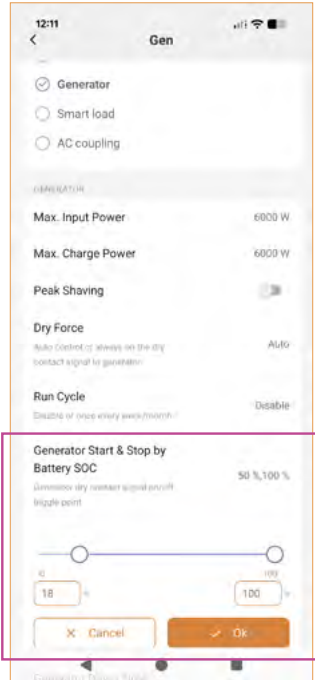 12:11
Gen
Generator
Smart load
AC coupling
GENERATOR
Max. Input Power 6000 W
Max. Charge Power 6000 W
Peak Shaving
Dry Force
Auto
Auto control is always on the dry
contact signal to generator
Run Cycle
Disable
Disable or once every week/month
Generator Start & Stop by
Battery SOC
50 %,100 %
Generator dry contact signal on/off
toggle point
0 100
18 100
× Cancel ✓ Ok